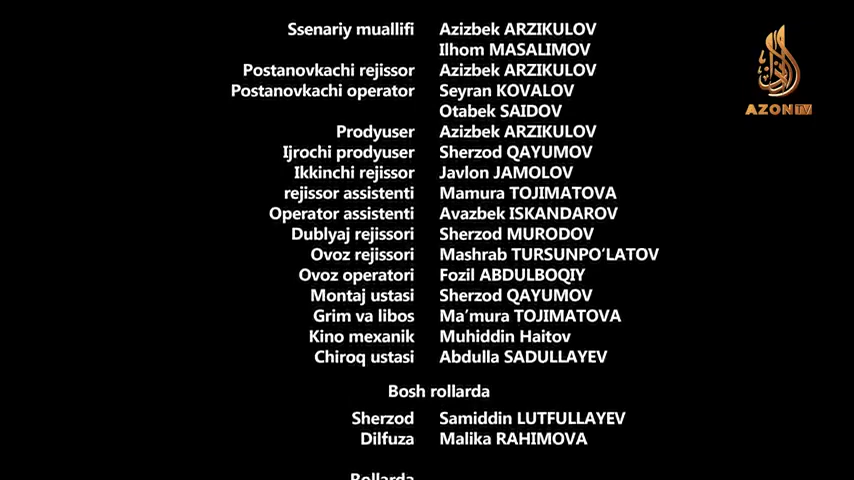 Ssenariy muallifi Azizbek ARZIKULOV
Ilhom MASALIMOV
Postanovkachi rejissor Azizbek ARZIKULOV
Postanovkachi operator Seyran KOVALOV
Otabek SAIDOV
Prodyuser Azizbek ARZIKULOV
Ijrochi prodyuser Sherzod QAYUMOV
Ikkinchi rejissor Javlon JAMOLOV
rejissor assistenti Mamura TOJIMATOVA
Operator assistenti Avazbek ISKANDAROV
Dublyaj rejissori Sherzod MURODOV
Ovoz rejissori Mashrab TURSUNPO‘LATOV
Ovoz operatori Fozil ABDULBOQIY
Montaj ustasi Sherzod QAYUMOV
Grim va libos Ma’mura TOJIMATOVA
Kino mexanik Muhiddin Haitov
Chiroq ustasi Abdulla SADULLAYEV
Bosh rollarda
Sherzod Samiddin LUTFULLAYEV
Dilfuza Malika RAHIMOVA
Rollarda
AZON TV